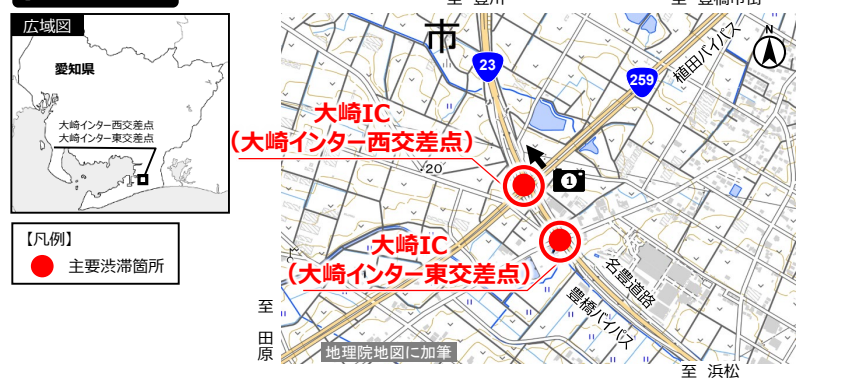 至 豊川
至 豊橋市街
広域図
愛知県
大崎インター西交差点
大崎インター東交差点
【凡例】
主要渋滞箇所
市
23
259
植田バイパス
N
大崎IC
(大崎インター西交差点)
20
1
大崎IC
(大崎インター東交差点)
名豊道路
豊橋バイパス
至 田原
地理院地図に加筆
至 浜松